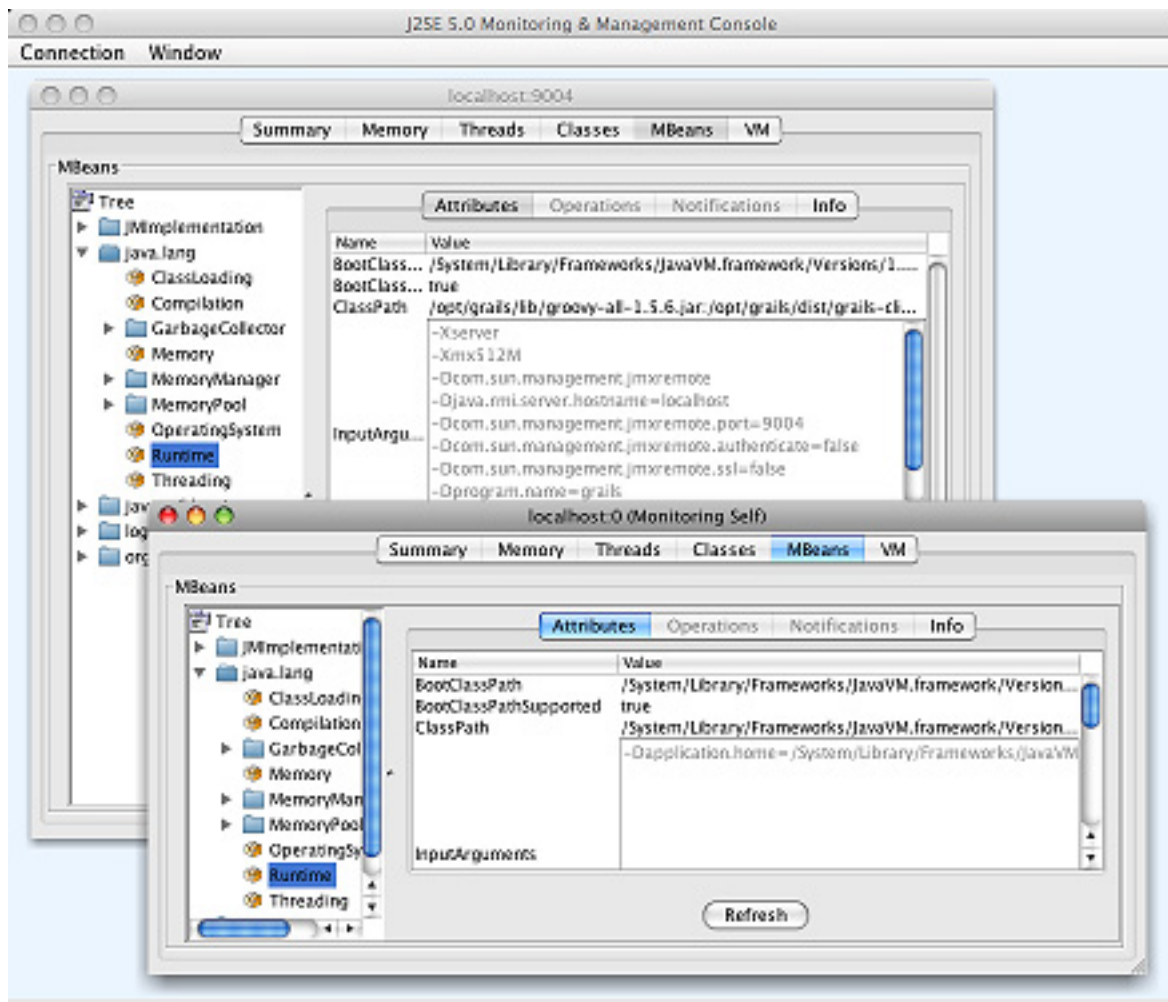 J2SE 5.0 Monitoring & Management Console
Connection Window
localhost:9004
Summary Memory Threads Classes MBeans VM
MBeans
Tree
JMImplementation
java.lang
ClassLoading
Compilation
GarbageCollector
Memory
MemoryManager
MemoryPool
OperatingSystem
Runtime
Threading
jav
log
org
Attributes Operations Notifications Info
Name Value
BootClass... /System/Library/Frameworks/JavaVM.framework/Versions/1....
BootClass... true
ClassPath /opt/grails/lib/groovy-all-1.5.6.jar:/opt/grails/dist/grails-cli...
InputArgu...
-Xserver
-Xmx512M
-Dcom.sun.management.jmxremote
-Djava.rmi.server.hostname=localhost
-Dcom.sun.management.jmxremote.port=9004
-Dcom.sun.management.jmxremote.authenticate=false
-Dcom.sun.management.jmxremote.ssl=false
-Dprogram.name=grails
localhost:0 (Monitoring Self)
Summary Memory Threads Classes MBeans VM
MBeans
Tree
JMImplementati
java.lang
ClassLoadin
Compilation
GarbageCol
Memory
MemoryMan
MemoryPool
OperatingSy
Runtime
Threading
Attributes Operations Notifications Info
Name Value
BootClassPath /System/Library/Frameworks/JavaVM.framework/Version...
BootClassPathSupported true
ClassPath /System/Library/Frameworks/JavaVM.framework/Version...
-Dapplication.home=/System/Library/Frameworks/JavaVM
InputArguments
Refresh